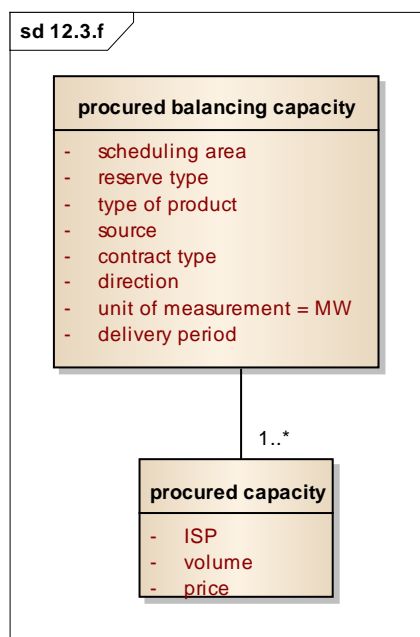 sd 12.3.f
procured balancing capacity
- scheduling area
- reserve type
- type of product
- source
- contract type
- direction
- unit of measurement = MW
- delivery period
1..*
procured capacity
- ISP
- volume
- price